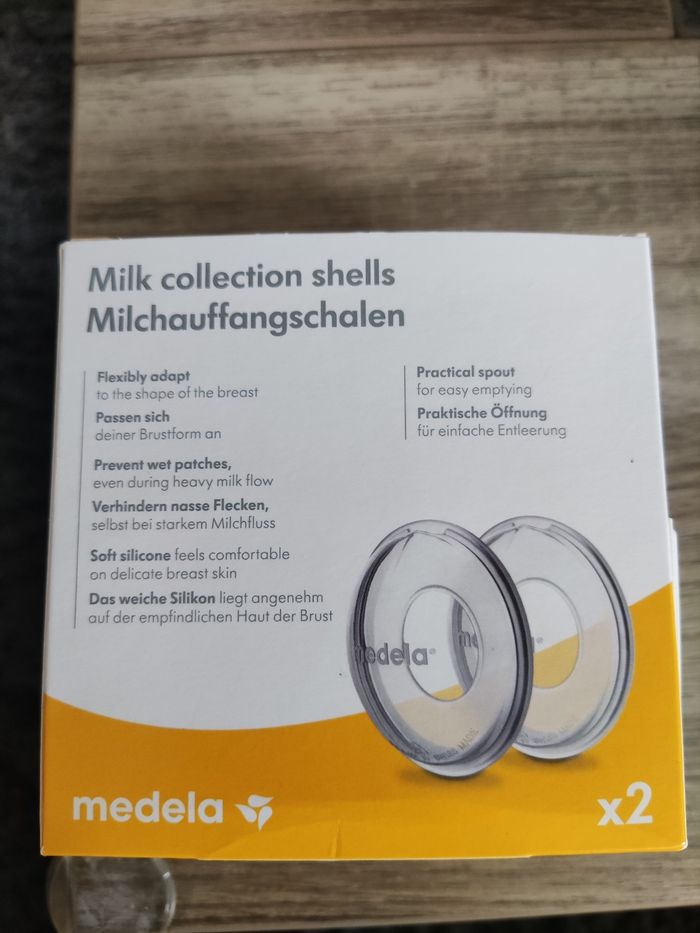 Milk collection shells
Milchauffangschalen
Flexibly adapt
to the shape of the breast
Passen sich
deiner Brustform an
Prevent wet patches,
even during heavy milk flow
Verhindern nasse Flecken,
selbst bei starkem Milchfluss
Soft silicone feels comfortable
on delicate breast skin
Das weiche Silikon liegt angenehm
auf der empfindlichen Haut der Brust
Practical spout
for easy emptying
Praktische Öffnung
für einfache Entleerung
medela
medela
x2